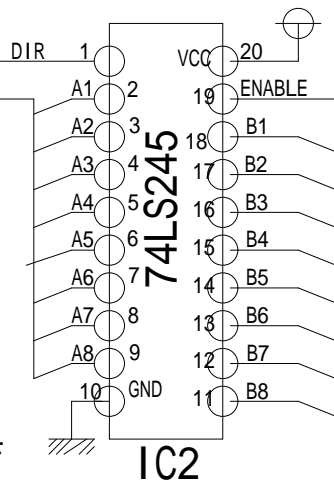 DIR 1 VCC 20
A1 2 19 ENABLE
A2 3 18 B1
A3 4 17 B2
A4 5 16 B3
A5 6 15 B4
A6 7 14 B5
A7 8 13 B6
A8 9 12 B7
10 GND 11 B8
74LS245
IC2